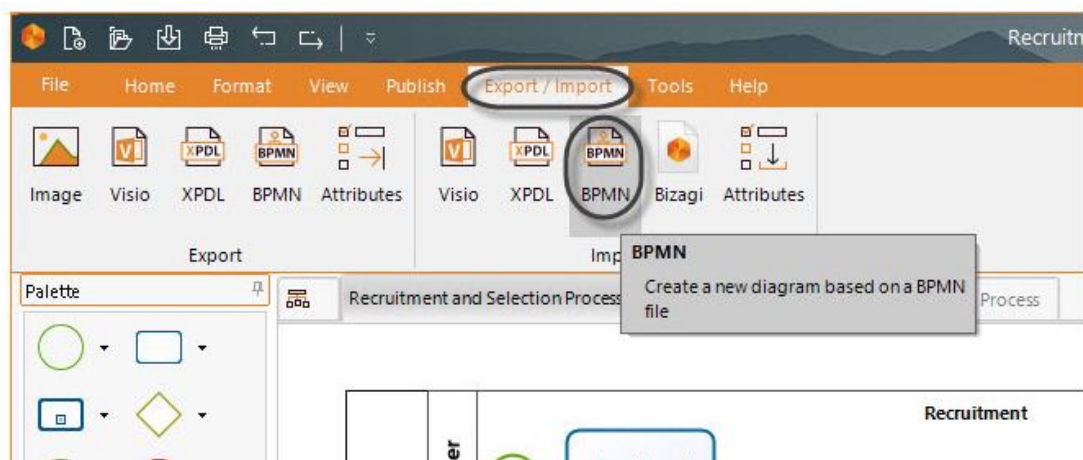 Recruitn
File Home Format View Publish Export / Import Tools Help
XPDL BPMN XPDL BPMN
Image Visio XPDL BPMN Attributes Visio XPDL BPMN Bizagi Attributes
Export Imp
BPMN
Create a new diagram based on a BPMN
file
Palette
Recruitment and Selection Process Process
Recruitment
er